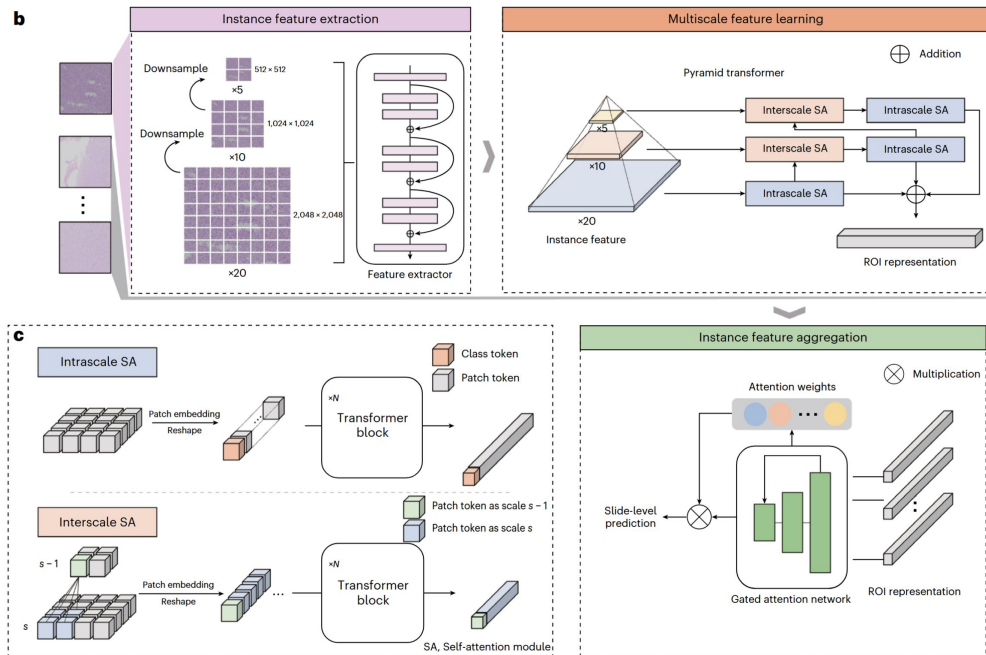 b
Instance feature extraction
Downsample
512 × 512
×5
Downsample
1,024 × 1,024
×10
2,048 × 2,048
×20
Feature extractor
Multiscale feature learning
Addition
Pyramid transformer
×5
×10
×20
Instance feature
Interscale SA
Intrascale SA
Interscale SA
Intrascale SA
Intrascale SA
ROI representation
c
Intrascale SA
Class token
Patch token
Patch embedding
Reshape
×N
Transformer
block
Interscale SA
Patch token as scale s − 1
Patch token as scale s
s − 1
s
Patch embedding
Reshape
...
×N
Transformer
block
SA, Self-attention module
Instance feature aggregation
Multiplication
Attention weights
Slide-level
prediction
Gated attention network
ROI representation